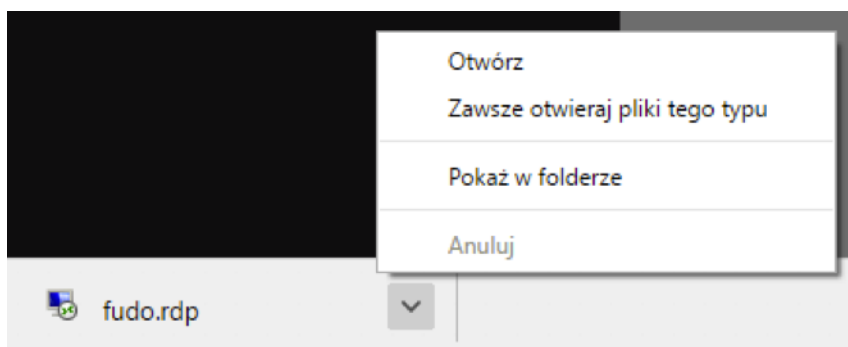 Otwórz
Zawsze otwieraj pliki tego typu
Pokaż w folderze
Anuluj
fudo.rdp